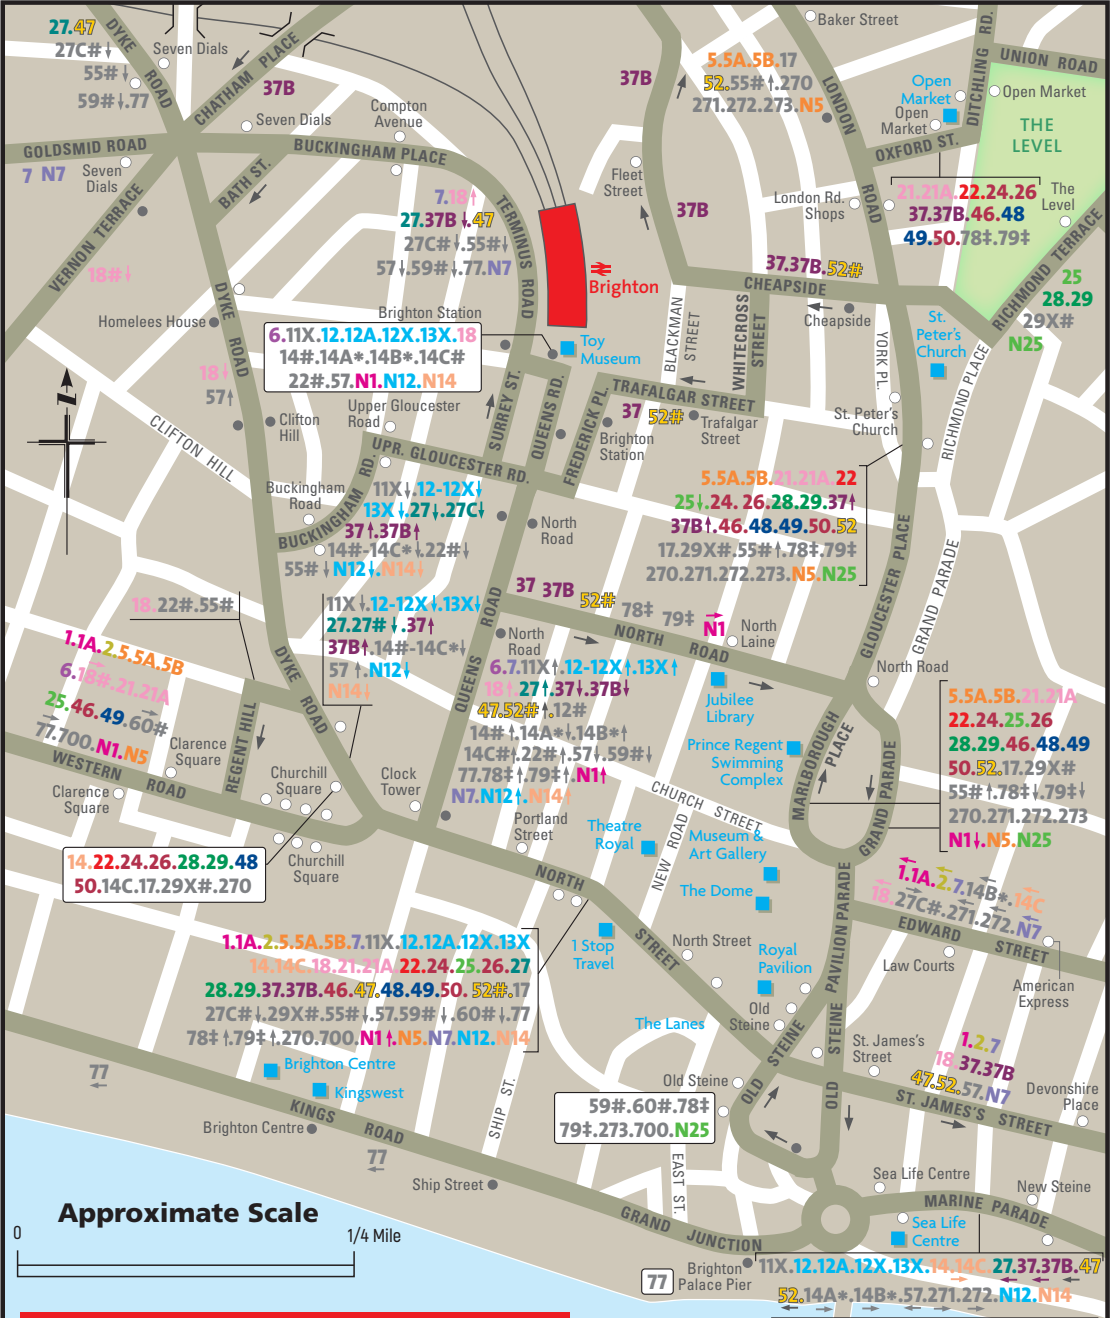 27.47
27C#↓
55#↓
59#↓.77
DYKE ROAD
Seven Dials
CHATHAM PLACE
37B
Seven Dials
Compton Avenue
GOLDSMID ROAD
7 N7
Seven Dials
BUCKINGHAM PLACE
BATH ST.
VERNON TERRACE
18#↓
7.18↑
27.37B↓.47
27C#↓.55#↓
57↓.59#↓.77.N7
TERMINUS ROAD
Brighton
37B
Fleet Street
37B
Baker Street
5.5A.5B.17
52.55#↑.270
271.272.273.N5
LONDON ROAD
DITCHLING RD.
UNION ROAD
Open Market
Open Market
Open Market
OXFORD ST.
THE LEVEL
The Level
London Rd. Shops
21.21A.22.24.26
37.37B.46.48
49.50.78‡.79‡
RICHMOND TERRACE
25
28.29
29X#
N25
37.37B.52#
CHEAPSIDE
Cheapside
St. Peter's Church
YORK PL.
RICHMOND PLACE
St. Peter's Church
BLACKMAN STREET
WHITECROSS STREET
TRAFALGAR STREET
37
52#
Trafalgar Street
Brighton Station
FREDERICK PL.
Homelees House
DYKE ROAD
Brighton Station
6.11X.12.12A.12X.13X.18
14#.14A*.14B*.14C#
22#.57.N1.N12.N14
Toy Museum
18↓
57↑
Clifton Hill
CLIFTON HILL
Upper Gloucester Road
UPR. GLOUCESTER RD.
SURREY ST.
QUEENS RD.
Buckingham Road
BUCKINGHAM RD.
11X↓.12-12X↓
13X↓.27↓.27C↓
37↑.37B↑
14#-14C*↓.22#↓
55#↓N12↓.N14↓
North Road
5.5A.5B.21.21A.22
25↓.24.26.28.29.37↑
37B↑.46.48.49.50.52
17.29X#.55#↑.78‡.79‡
270.271.272.273.N5.N25
GLOUCESTER PLACE
GRAND PARADE
18.22#.55#
11X↓.12-12X↓.13X↓
27.27#↓.37↑
37B↑.14#-14C*↓
57↑.N12↓
N14↓
37 37B 52# 78‡ 79‡ N1
North Laine
NORTH ROAD
North Road
North Road
QUEENS ROAD
6.7.11X↑.12-12X↑.13X↑
18↑.27↑.37↓.37B↓
47.52#↑.12#
14#↑.14A*↓.14B*↑
14C#↑.22#↑.57↓.59#↓
77.78‡↑.79‡↑.N1↑
N7.N12↑.N14↑
1.1A.2.5.5A.5B
6.18#.21.21A
25.46.49.60#
77.700.N1.N5
WESTERN ROAD
Clarence Square
Clarence Square
REGENT HILL
DYKE ROAD
Churchill Square
Churchill Square
Clock Tower
14.22.24.26.28.29.48
50.14C.17.29X#.270
Portland Street
Jubilee Library
Prince Regent Swimming Complex
MARLBOROUGH PLACE
GRAND PARADE
5.5A.5B.21.21A
22.24.25.26
28.29.46.48.49
50.52.17.29X#
55#↑.78‡↓.79‡↓
270.271.272.273
N1↓.N5.N25
CHURCH STREET
NEW ROAD
Theatre Royal
Museum & Art Gallery
The Dome
NORTH STREET
1 Stop Travel
North Street
Royal Pavilion
Old Steine
The Lanes
OLD STEINE
STEINE PAVILION PARADE
OLD
1.1A.2.7.14B*.14C
18.27C#.271.272.N7
EDWARD STREET
Law Courts
American Express
1.1A.2.5.5A.5B.7.11X.12.12A.12X.13X
14.14C.18.21.21A.22.24.25.26.27
28.29.37.37B.46.47.48.49.50.52#.17
27C#↓.29X#.55#↓.57.59#↓.60#↓.77
78‡↑.79‡↑.270.700.N1↑.N5.N7.N12.N14
St. James's Street
1.2.7
18.37.37B
47.52.57.N7
ST. JAMES'S STREET
Devonshire Place
Old Steine
59#.60#.78‡
79‡.273.700.N25
77
Brighton Centre
Kingswest
KINGS ROAD
Brighton Centre
77
SHIP ST.
Ship Street
EAST ST.
GRAND JUNCTION
Sea Life Centre
New Steine
MARINE PARADE
Sea Life Centre
Brighton Palace Pier
77
11X.12.12A.12X.13X.14.14C.27.37.37B.47
52.14A*.14B*.57.271.272.N12.N14
Approximate Scale
0
1/4 Mile